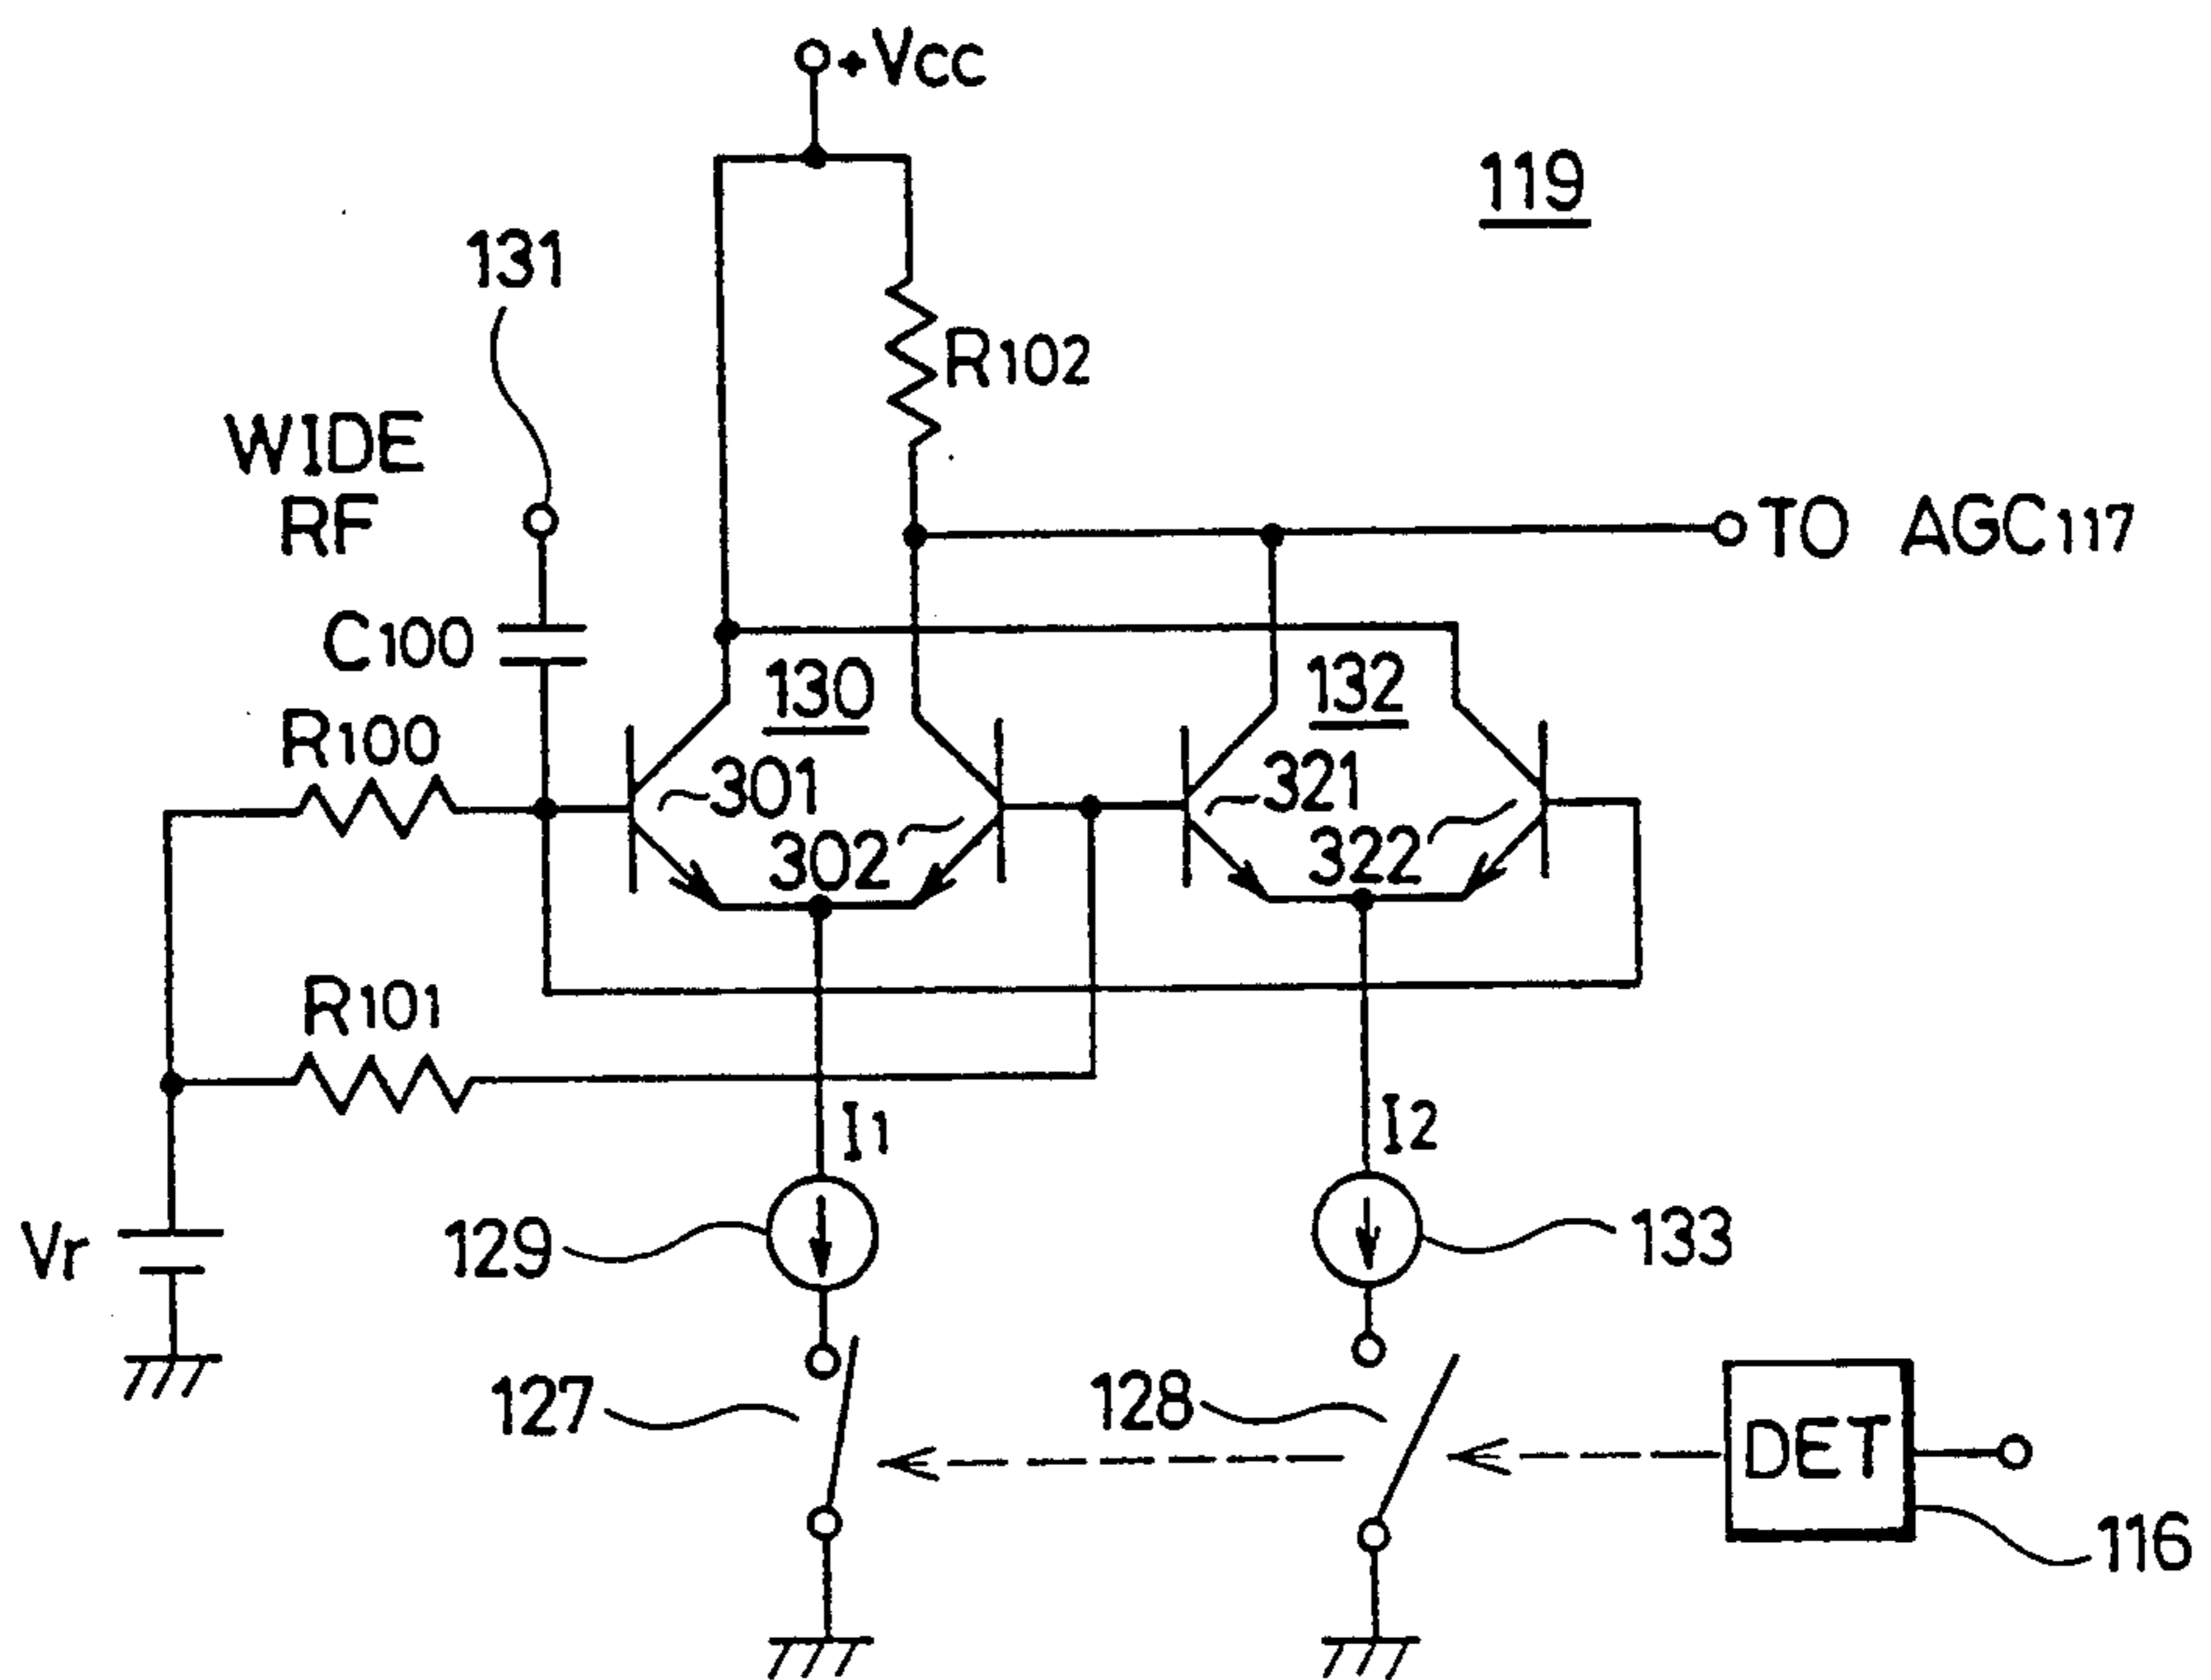 +Vcc
119
131
R102
WIDE
RF
TO AGC117
C100
130
132
R100
301
321
302
322
R101
I1
I2
Vr
129
133
127
128
DET
116